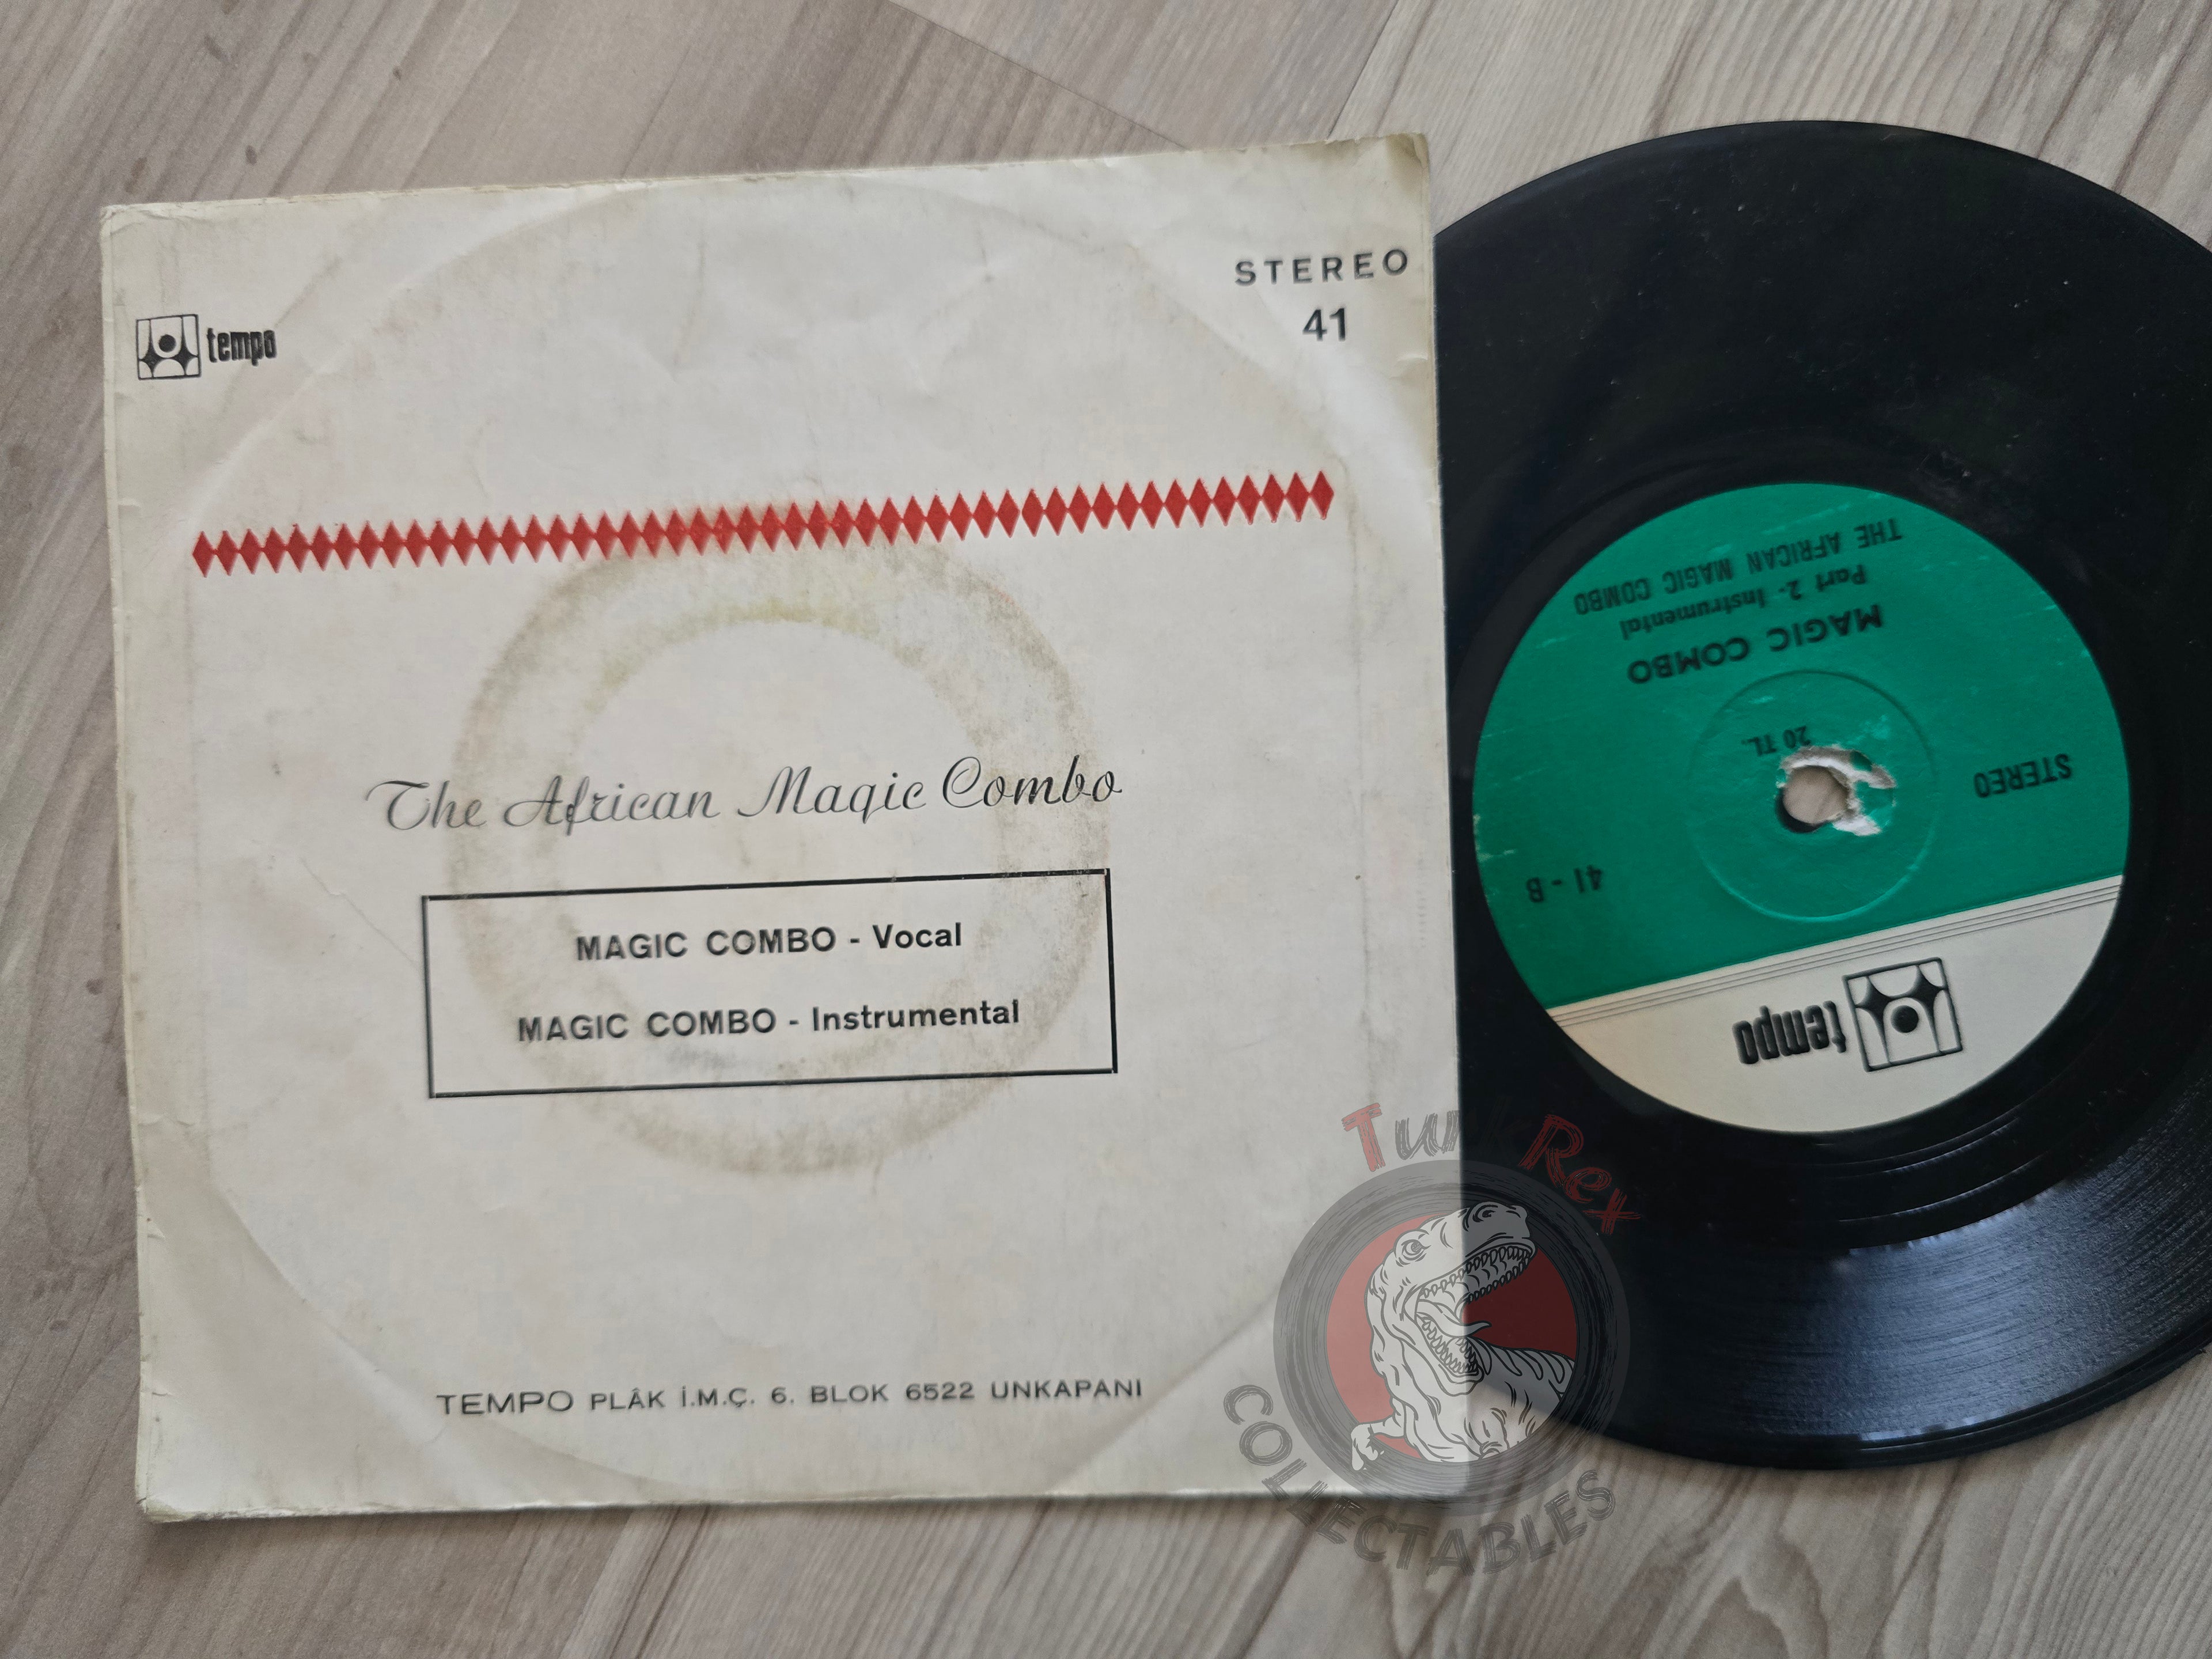 tempo
STEREO
41
The African Magic Combo
MAGIC COMBO - Vocal
MAGIC COMBO - Instrumental
TEMPO PLÂK İ.M.Ç. 6. BLOK 6522 UNKAPANI
tempo
41 - B
STEREO
20 TL.
MAGIC COMBO
Part 2- Instrumental
THE AFRICAN MAGIC COMBO
Rex
COLLECTABLES